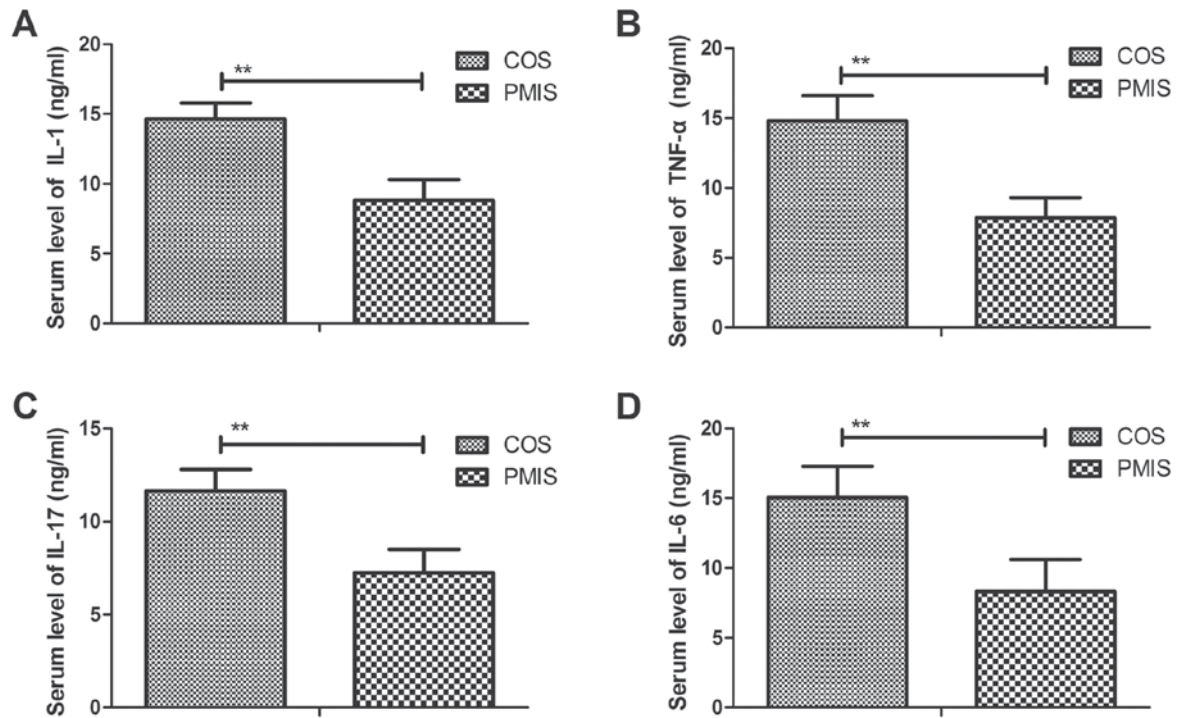 A
Serum level of IL-1 (ng/ml)
20
15
10
5
0
**
COS
PMIS
B
Serum level of TNF-α (ng/ml)
20
15
10
5
0
**
COS
PMIS
C
Serum level of IL-17 (ng/ml)
15
10
5
0
**
COS
PMIS
D
Serum level of IL-6 (ng/ml)
20
15
10
5
0
**
COS
PMIS